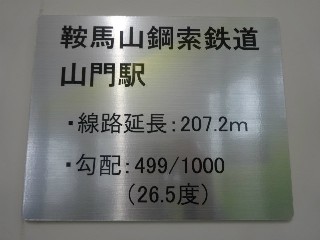 鞍馬山鋼索鉄道
山門駅
・線路延長：207.2m
・勾配：499/1000
（26.5度）